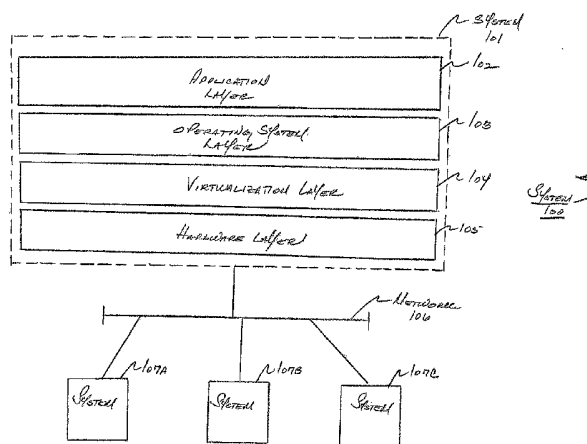 SYSTEM
101
APPLICATION
LAYER
102
OPERATING SYSTEM
LAYER
103
VIRTUALIZATION LAYER
104
SYSTEM
100
HARDWARE LAYER
105
NETWORK
106
107A
SYSTEM
107B
SYSTEM
107C
SYSTEM